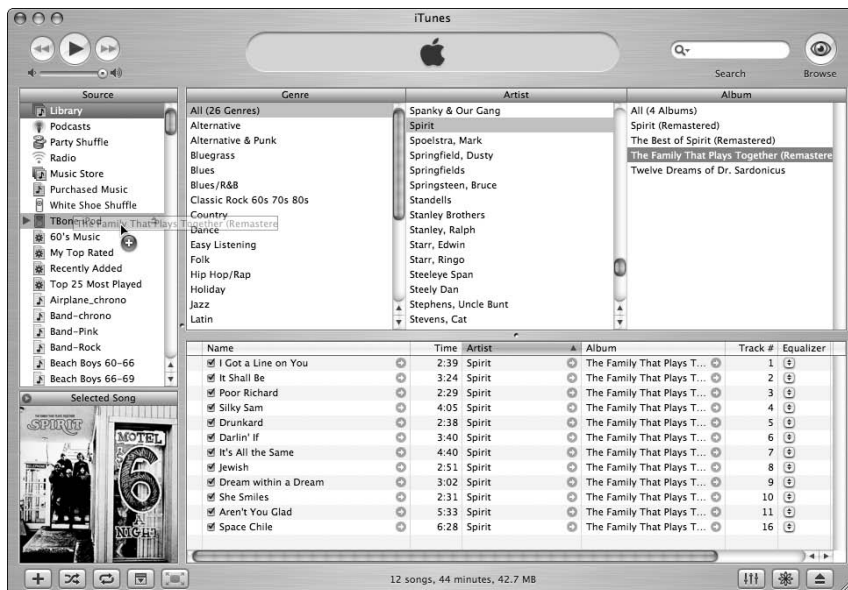 iTunes
Search
Browse
Source
Library
Podcasts
Party Shuffle
Radio
Music Store
Purchased Music
White Shoe Shuffle
TBone iPod
The Family That Plays Together (Remastere
60's Music
My Top Rated
Recently Added
Top 25 Most Played
Airplane_chrono
Band-chrono
Band-Pink
Band-Rock
Beach Boys 60-66
Beach Boys 66-69
Genre
All (26 Genres)
Alternative
Alternative & Punk
Bluegrass
Blues
Blues/R&B
Classic Rock 60s 70s 80s
Country
Dance
Easy Listening
Folk
Hip Hop/Rap
Holiday
Jazz
Latin
Artist
Spanky & Our Gang
Spirit
Spoelstra, Mark
Springfield, Dusty
Springfields
Springsteen, Bruce
Standells
Stanley Brothers
Stanley, Ralph
Starr, Edwin
Starr, Ringo
Steeleye Span
Steely Dan
Stephens, Uncle Bunt
Stevens, Cat
Album
All (4 Albums)
Spirit (Remastered)
The Best of Spirit (Remastered)
The Family That Plays Together (Remastere
Twelve Dreams of Dr. Sardonicus
Name Time Artist Album Track # Equalizer
I Got a Line on You 2:39 Spirit The Family That Plays T... 1
It Shall Be 3:24 Spirit The Family That Plays T... 2
Poor Richard 2:29 Spirit The Family That Plays T... 3
Silky Sam 4:05 Spirit The Family That Plays T... 4
Drunkard 2:38 Spirit The Family That Plays T... 5
Darlin' If 3:40 Spirit The Family That Plays T... 6
It's All the Same 4:40 Spirit The Family That Plays T... 7
Jewish 2:51 Spirit The Family That Plays T... 8
Dream within a Dream 3:02 Spirit The Family That Plays T... 9
She Smiles 2:31 Spirit The Family That Plays T... 10
Aren't You Glad 5:33 Spirit The Family That Plays T... 11
Space Chile 6:28 Spirit The Family That Plays T... 16
Selected Song
SPIRIT
MOTEL
6
A
NIGHT
12 songs, 44 minutes, 42.7 MB